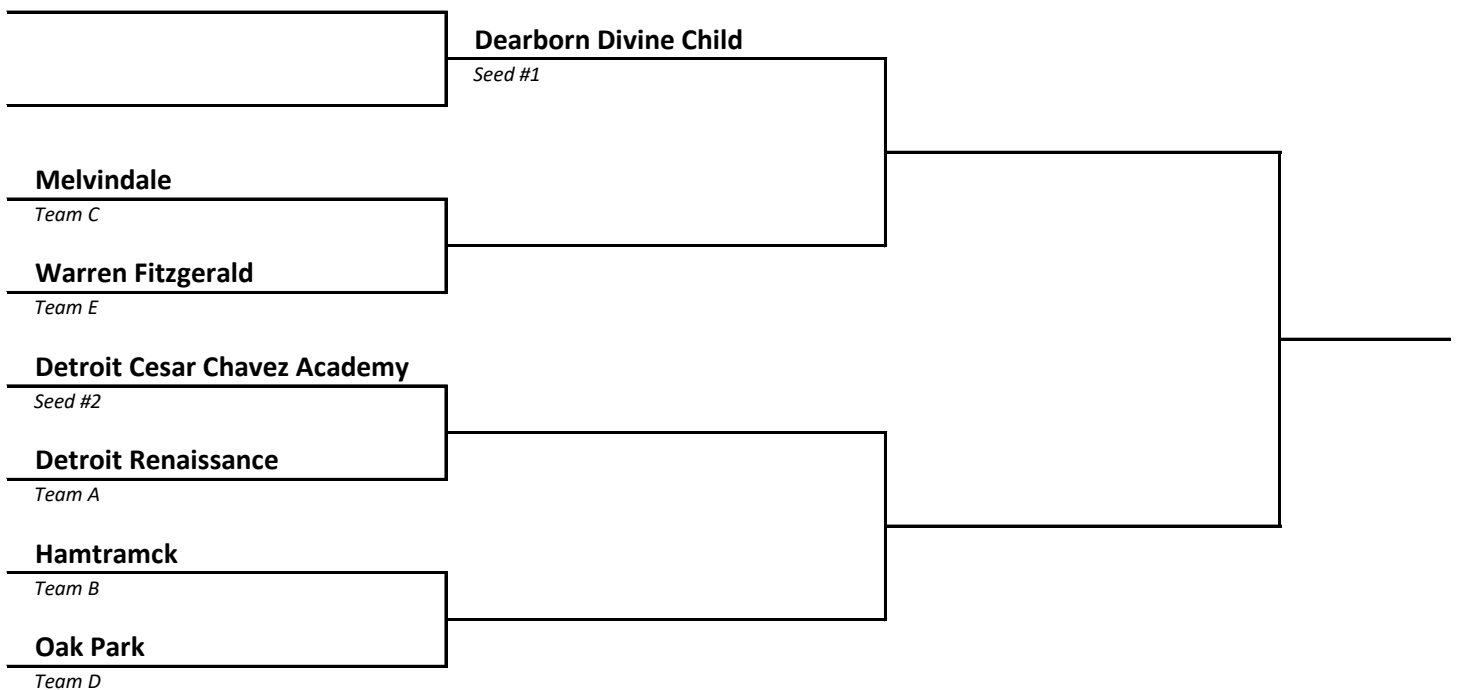 Dearborn Divine Child
Seed #1
Melvindale
Team C
Warren Fitzgerald
Team E
Detroit Cesar Chavez Academy
Seed #2
Detroit Renaissance
Team A
Hamtramck
Team B
Oak Park
Team D